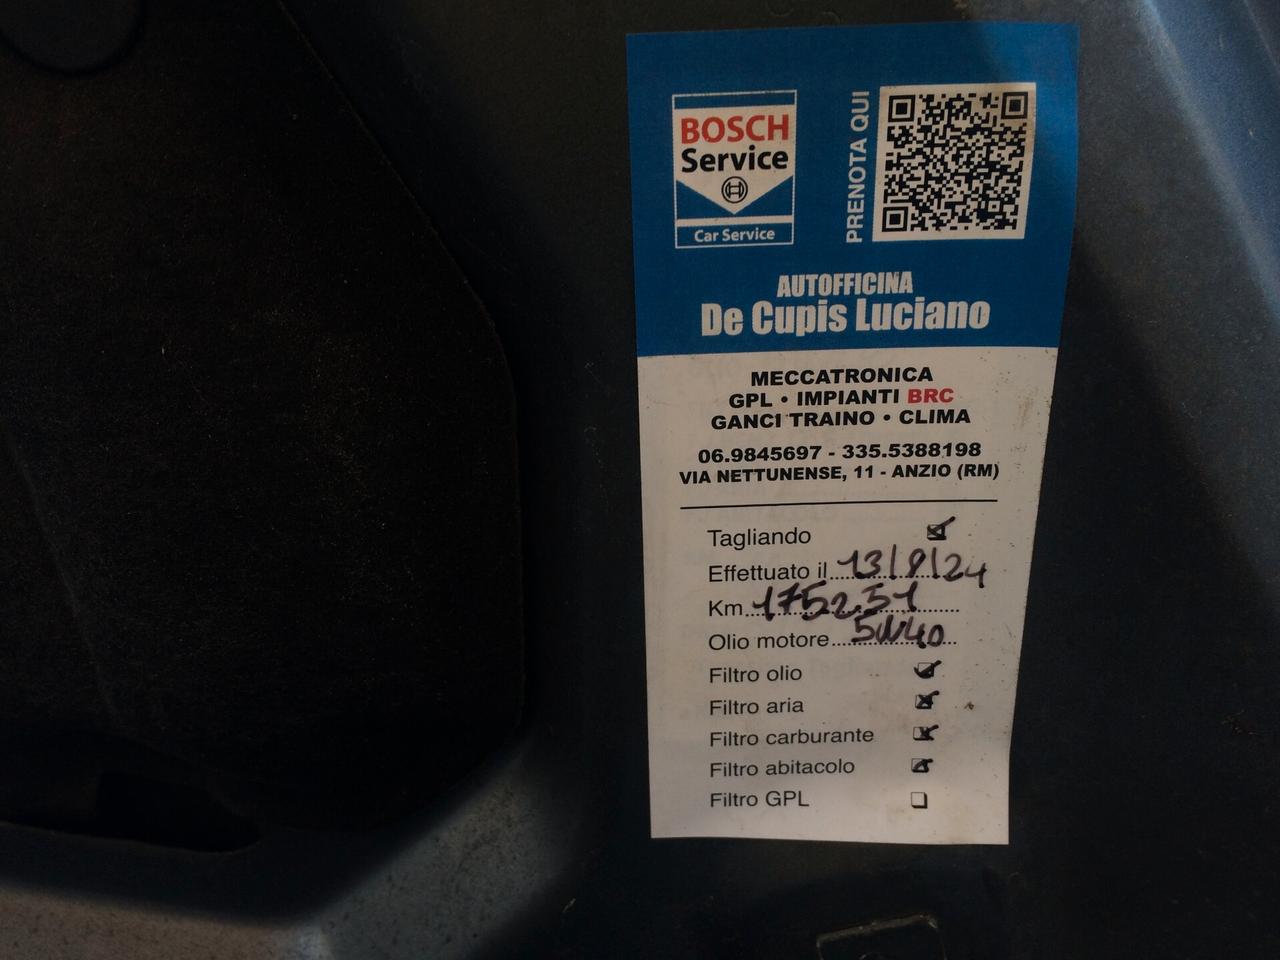 BOSCH
Service
Car Service
PRENOTA QUI
AUTOFFICINA
De Cupis Luciano
MECCATRONICA
GPL • IMPIANTI BRC
GANCI TRAINO • CLIMA
06.9845697 - 335.5388198
VIA NETTUNENSE, 11 - ANZIO (RM)
Tagliando
Effettuato il 13/9/24
Km 175251
Olio motore 5W40
Filtro olio
Filtro aria
Filtro carburante
Filtro abitacolo
Filtro GPL